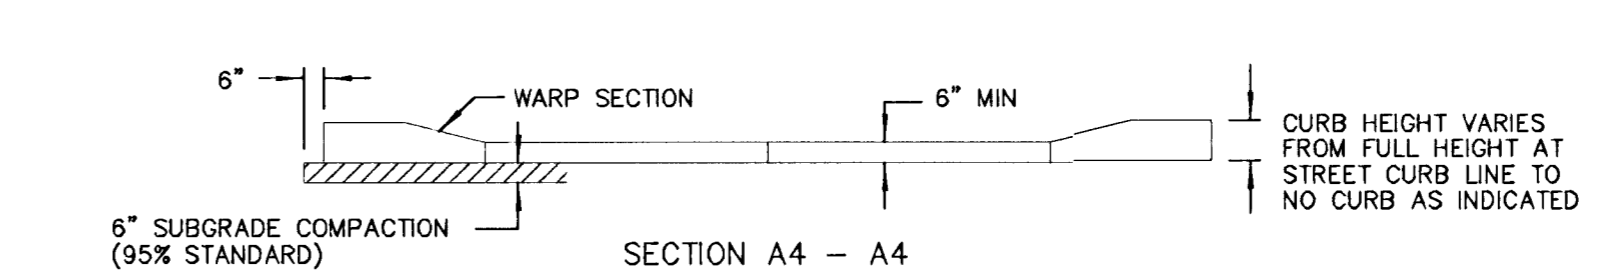 6"
WARP SECTION
6" MIN
CURB HEIGHT VARIES
FROM FULL HEIGHT AT
STREET CURB LINE TO
NO CURB AS INDICATED
6" SUBGRADE COMPACTION
(95% STANDARD)
SECTION A4 - A4